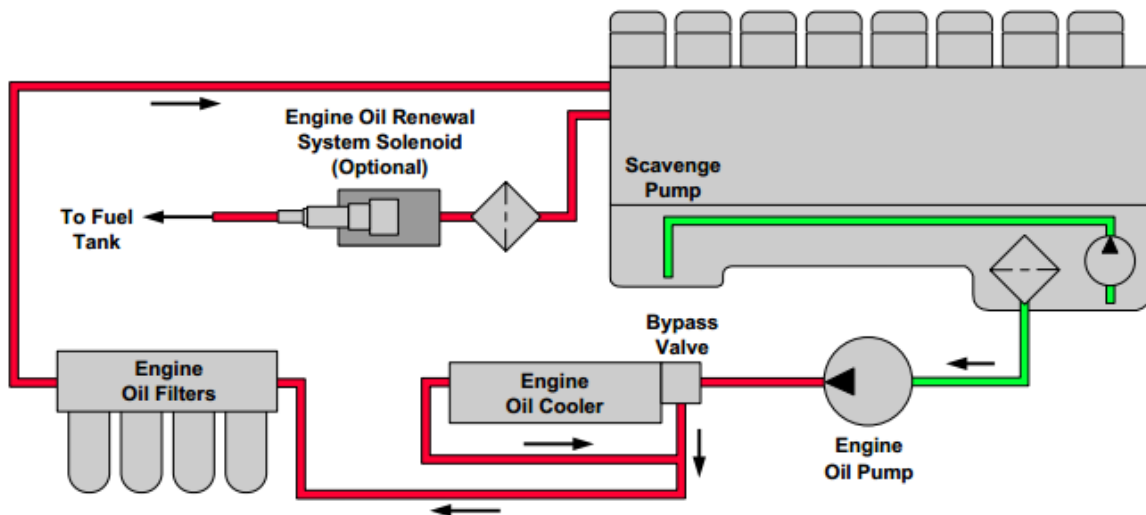 Engine Oil Renewal
System Solenoid
(Optional)
Scavenge
Pump
To Fuel
Tank
Bypass
Valve
Engine
Oil Filters
Engine
Oil Cooler
Engine
Oil Pump